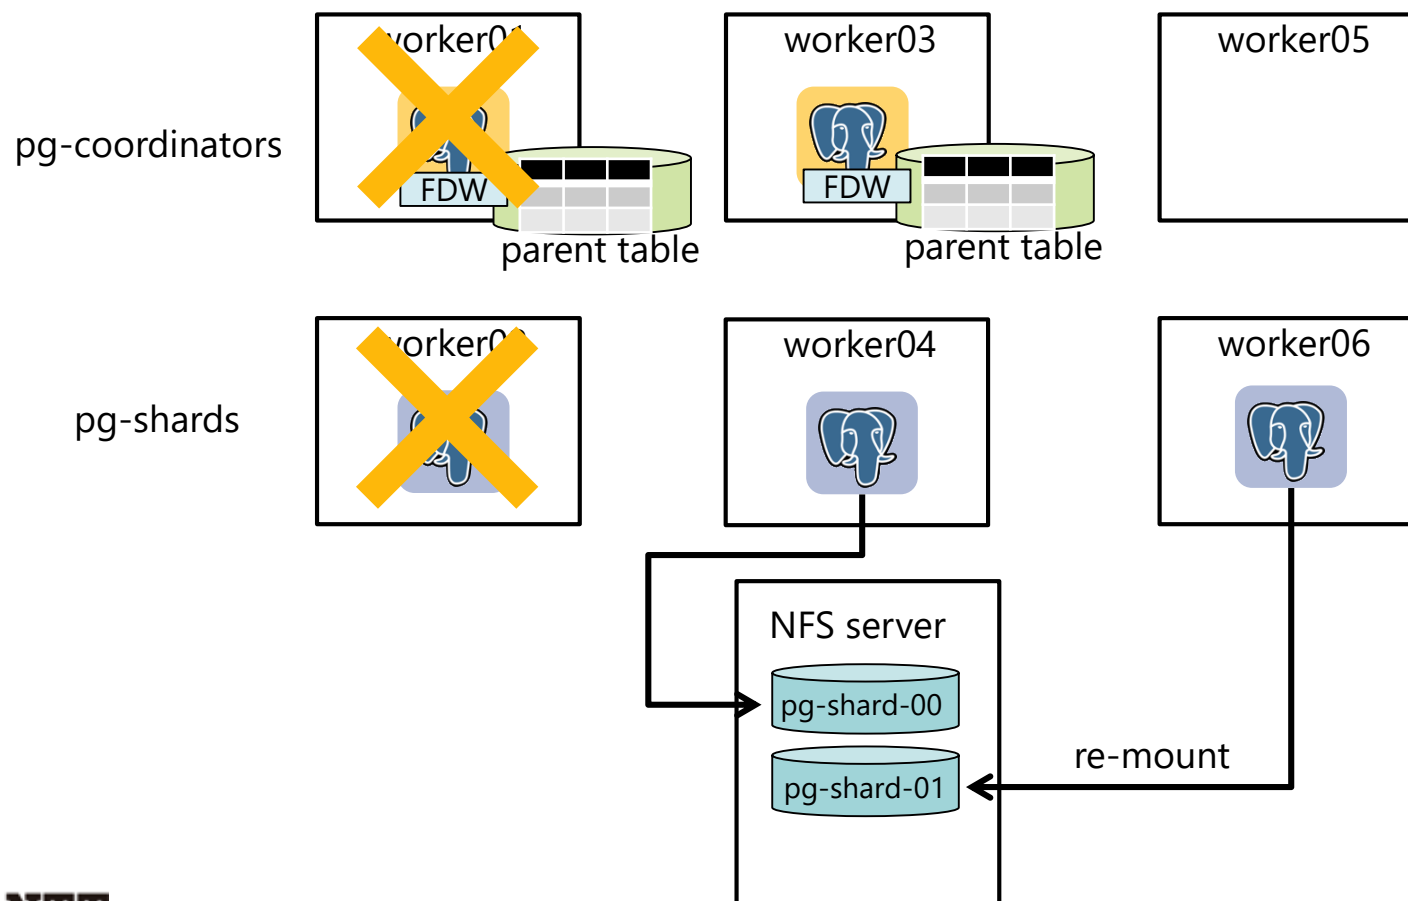 worker03
worker05
pg-coordinators
FDW
FDW
parent table
parent table
worker04
worker06
pg-shards
NFS server
pg-shard-00
re-mount
pg-shard-01